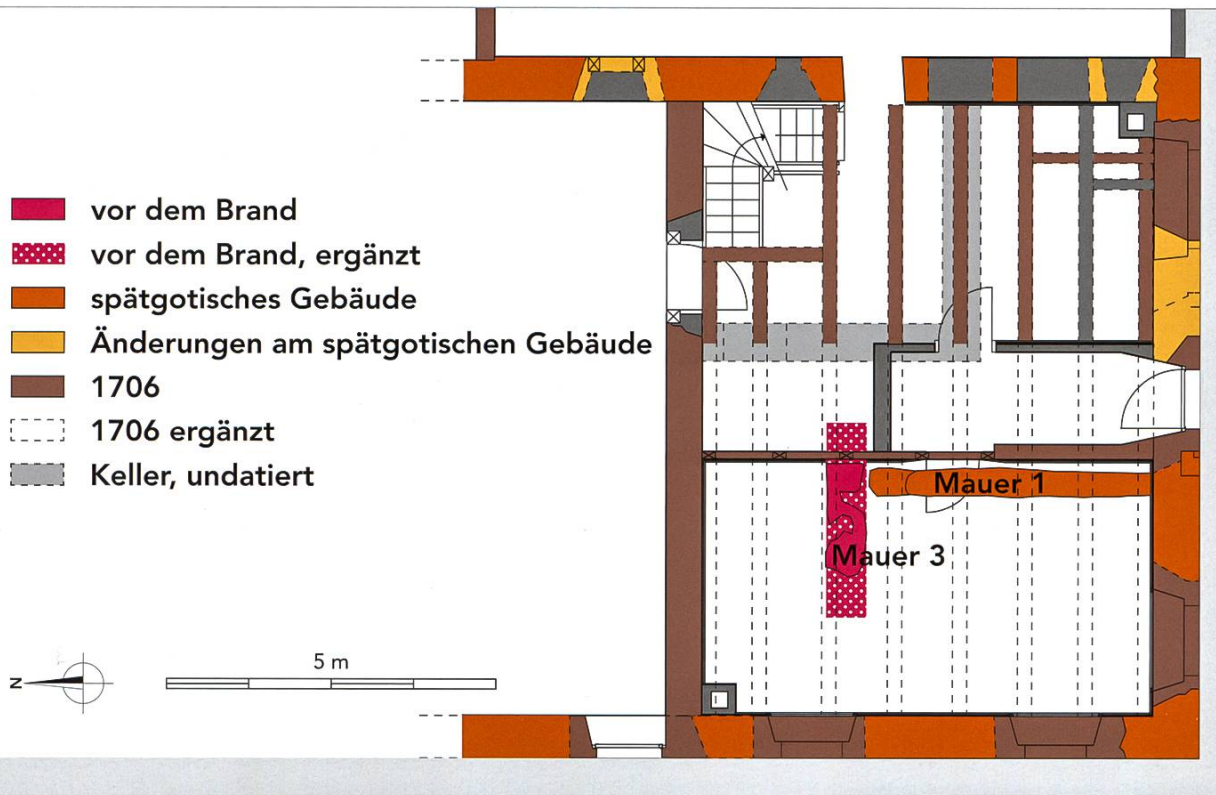 vor dem Brand
vor dem Brand, ergänzt
spätgotisches Gebäude
Änderungen am spätgotischen Gebäude
1706
1706 ergänzt
Keller, undatiert
Mauer 1
Mauer 3
N
5 m